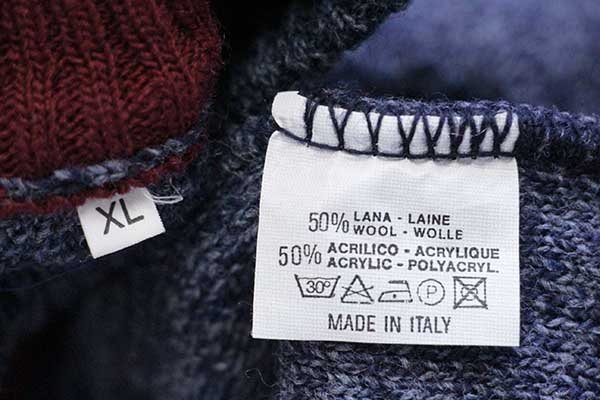 XL
50% LANA - LAINE
WOOL - WOLLE
50% ACRILICO - ACRYLIQUE
ACRYLIC - POLYACRYL.
30° P
MADE IN ITALY